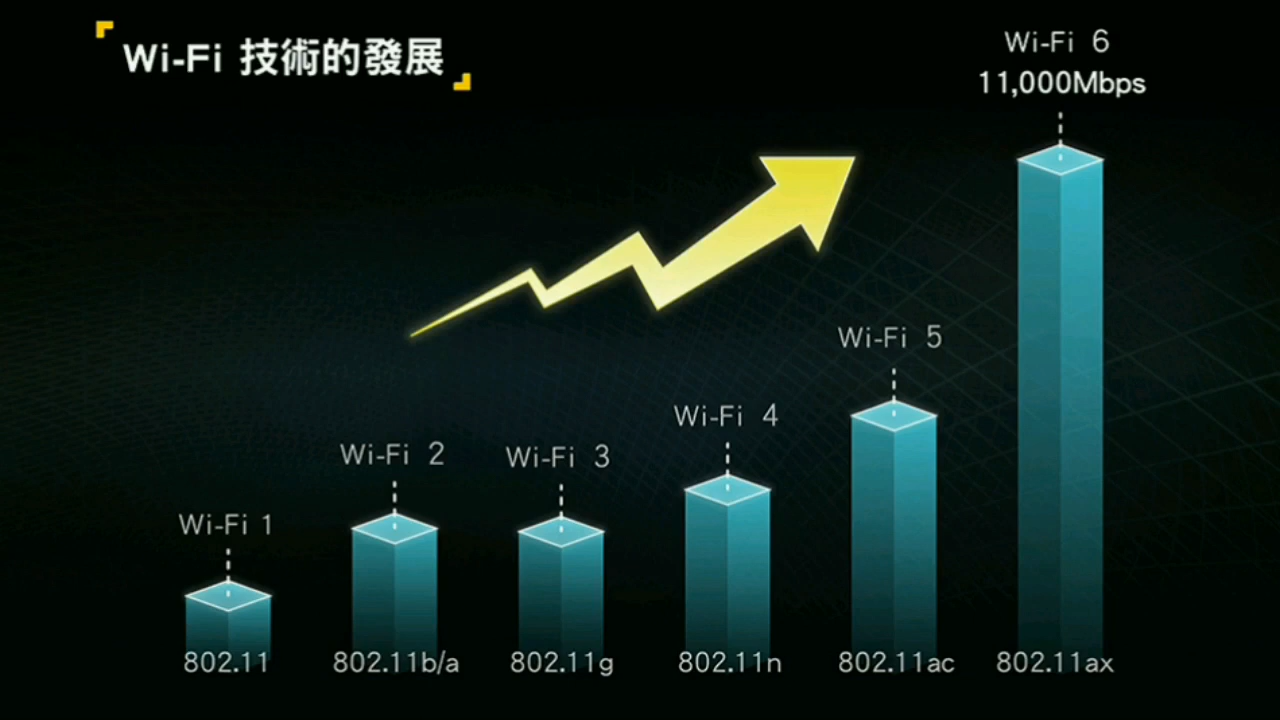 Wi-Fi 技術的發展
Wi-Fi 6
11,000Mbps
Wi-Fi 5
Wi-Fi 4
Wi-Fi 2
Wi-Fi 3
Wi-Fi 1
802.11
802.11b/a
802.11g
802.11n
802.11ac
802.11ax